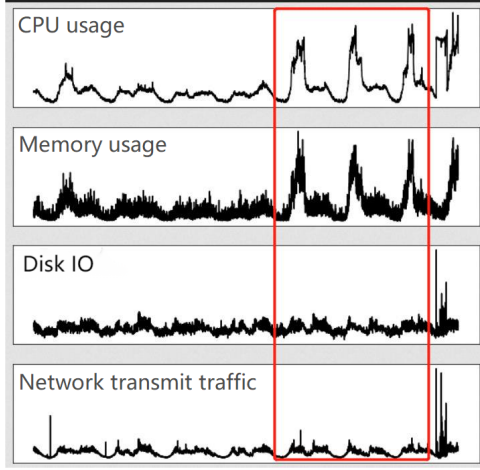 CPU usage
Memory usage
Disk IO
Network transmit traffic